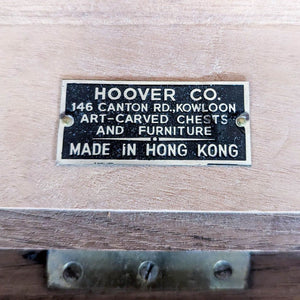 HOOVER CO.
146 CANTON RD., KOWLOON
ART-CARVED CHESTS
AND FURNITURE
MADE IN HONG KONG